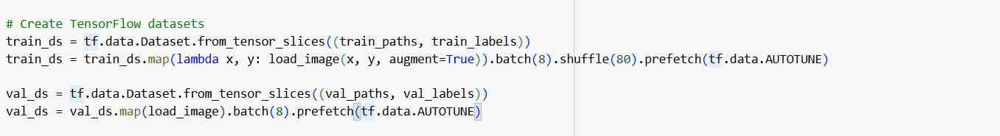 # Create TensorFlow datasets
train_ds = tf.data.Dataset.from_tensor_slices((train_paths, train_labels))
train_ds = train_ds.map(lambda x, y: load_image(x, y, augment=True)).batch(8).shuffle(80).prefetch(tf.data.AUTOTUNE)
val_ds = tf.data.Dataset.from_tensor_slices((val_paths, val_labels))
val_ds = val_ds.map(load_image).batch(8).prefetch(tf.data.AUTOTUNE)